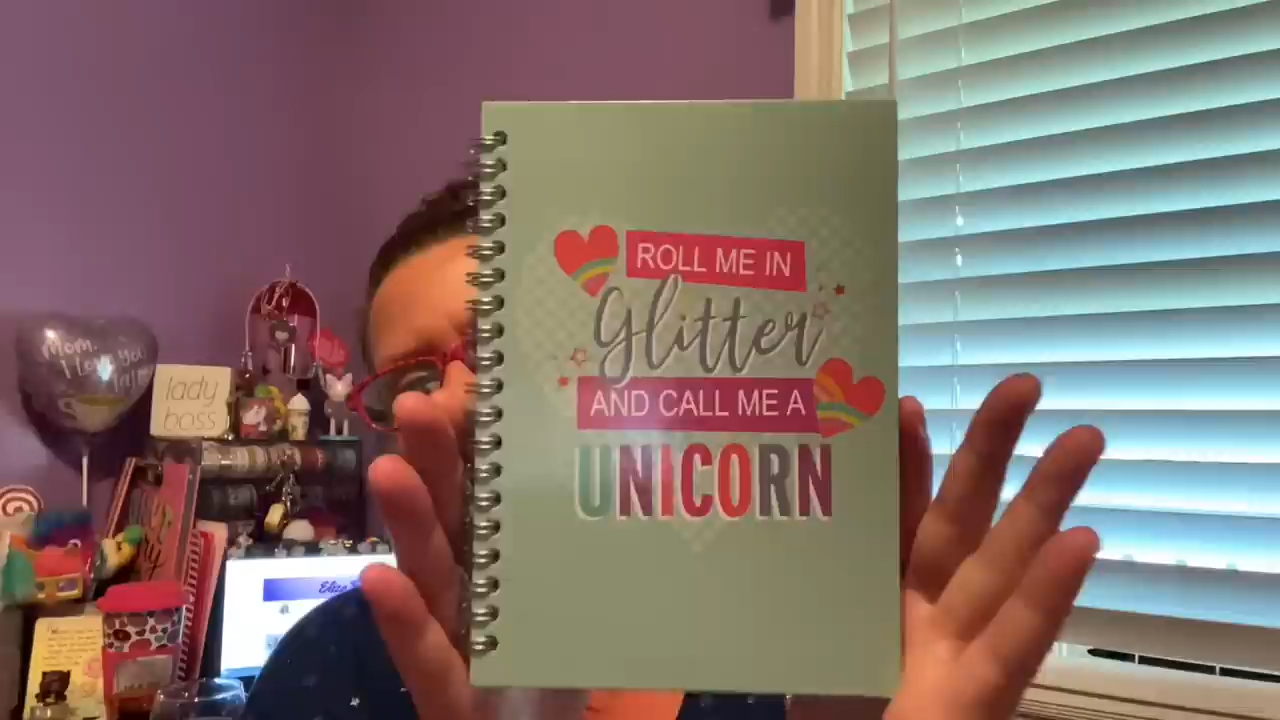 ROLL ME IN
Glitter
AND CALL ME A
UNICORN
Mom,
I love you
lady
boss